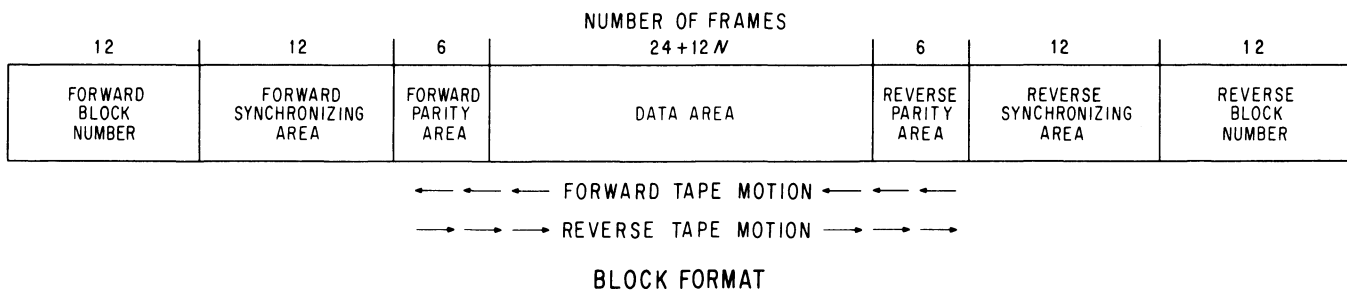 NUMBER OF FRAMES
12 12 6 24+12N 6 12 12
FORWARD BLOCK NUMBER
FORWARD SYNCHRONIZING AREA
FORWARD PARITY AREA
DATA AREA
REVERSE PARITY AREA
REVERSE SYNCHRONIZING AREA
REVERSE BLOCK NUMBER
FORWARD TAPE MOTION
REVERSE TAPE MOTION
BLOCK FORMAT